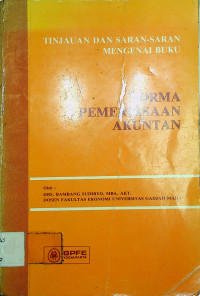 TINJAUAN DAN SARAN-SARAN
MENGENAI BUKU
NORMA
PEMERIKSAAN
AKUNTAN
Oleh :
DRS. BAMBANG SUDIBYO, MBA, AKT.
DOSEN FAKULTAS EKONOMI UNIVERSITAS GADJAH MADA
BPFE
YOGYAKARTA